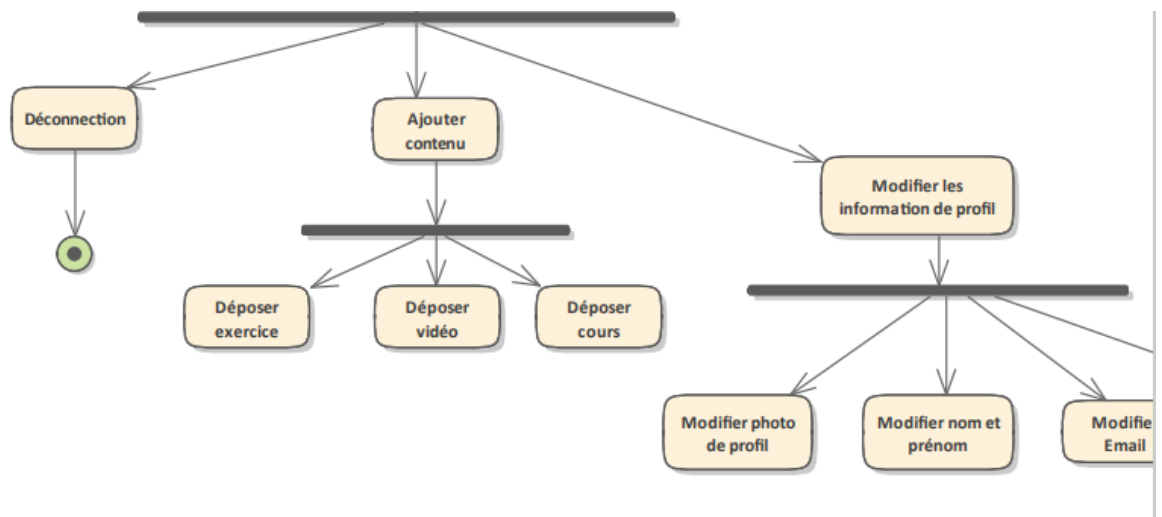 Déconnection
Ajouter
contenu
Modifier les
information de profil
Déposer
exercice
Déposer
vidéo
Déposer
cours
Modifier photo
de profil
Modifier nom et
prénom
Modifie
Email